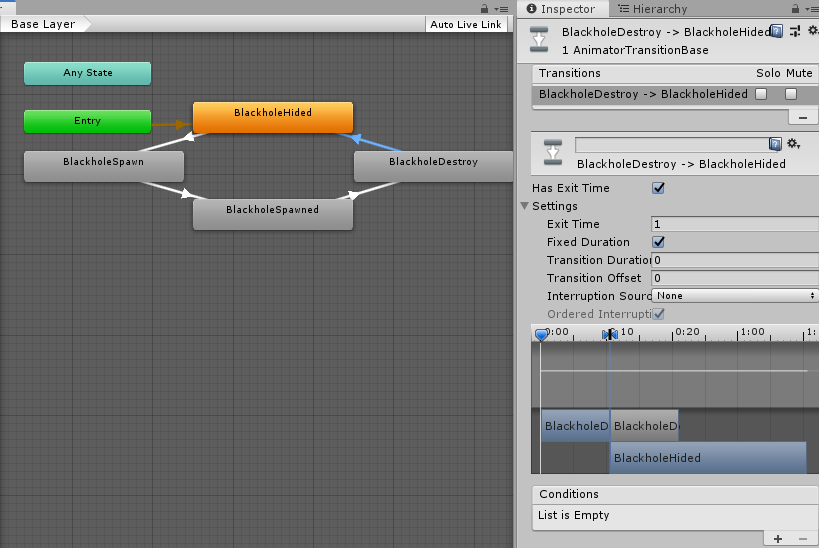 Base Layer
Auto Live Link
Any State
Entry
BlackholeHided
BlackholeSpawn
BlackholeDestroy
BlackholeSpawned
Inspector
Hierarchy
BlackholeDestroy -> BlackholeHided
1 AnimatorTransitionBase
Transitions Solo Mute
BlackholeDestroy -> BlackholeHided
BlackholeDestroy -> BlackholeHided
Has Exit Time
Settings
Exit Time 1
Fixed Duration
Transition Duration 0
Transition Offset 0
Interruption Sourc None
Ordered Interrupti
0:00 0:10 0:20 1:00 1:
BlackholeD BlackholeDe
BlackholeHided
Conditions
List is Empty